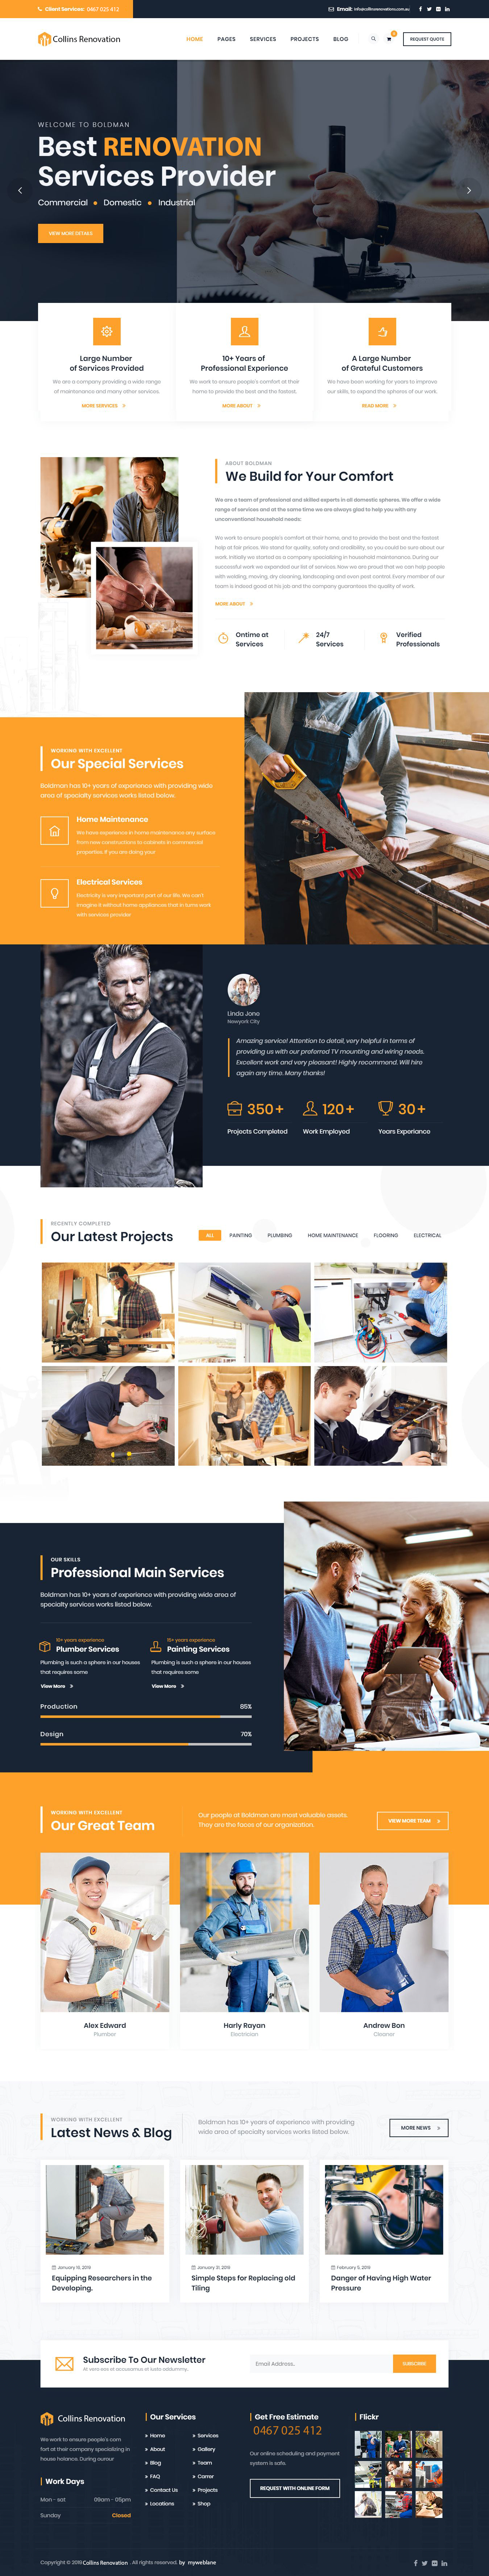 Client Services: 0467 025 412
Email: info@collinsrenovations.com.au
Collins Renovation
HOME PAGES SERVICES PROJECTS BLOG
0
REQUEST QUOTE
WELCOME TO BOLDMAN
Best RENOVATION
Services Provider
Commercial • Domestic • Industrial
VIEW MORE DETAILS
Large Number
of Services Provided
We are a company providing a wide range
of maintenance and many other services.
MORE SERVICES »
10+ Years of
Professional Experience
We work to ensure people's comfort at their
home to provide the best and the fastest.
MORE ABOUT »
A Large Number
of Grateful Customers
We have been working for years to improve
our skills, to expand the spheres of our work.
READ MORE »
ABOUT BOLDMAN
We Build for Your Comfort
We are a team of professional and skilled experts in all domestic spheres. We offer a wide
range of services and at the same time we are always glad to help you with any
unconventional household needs.
We work to ensure people's comfort at their home, and to provide the best and the fastest
help at fair prices. We stand for quality, safety and credibility, so you could be sure about our
work. Initially we started as a company specializing in household maintenance. During our
successful work we expanded our list of services. Now we are proud that we can help people
with welding, moving, dry cleaning, landscaping and even pest control. Every member of our
team is indeed good at his job and the company guarantees the quality of work.
MORE ABOUT »
Ontime at
Services
24/7
Services
Verified
Professionals
WORKING WITH EXCELLENT
Our Special Services
Boldman has 10+ years of experience with providing wide
area of specialty services works listed below.
Home Maintenance
We have experience in home maintenance any surface
from new constructions to cabinets in commercial
properties. If you are doing your
Electrical Services
Electricity is very important part of our life. We can't
imagine it without home appliances that in turns work
with services provider
Linda Jone
Newyork City
Amazing service! Attention to detail, very helpful in terms of
providing us with our preferred TV mounting and wiring needs.
Excellent work and very pleasant! Highly recommend. Will hire
again any time. Many thanks!
350+
Projects Completed
120+
Work Employed
30+
Years Experiance
RECENTLY COMPLETED
Our Latest Projects
ALL PAINTING PLUMBING HOME MAINTENANCE FLOORING ELECTRICAL
OUR SKILLS
Professional Main Services
Boldman has 10+ years of experience with providing wide area of
specialty services works listed below.
10+ years experience
Plumber Services
Plumbing is such a sphere in our houses
that requires some
View More »
15+ years experience
Painting Services
Plumbing is such a sphere in our houses
that requires some
View More »
Production 85%
Design 70%
WORKING WITH EXCELLENT
Our Great Team
Our people at Boldman are most valuable assets.
They are the faces of our organization.
VIEW MORE TEAM
Alex Edward
Plumber
Harly Rayan
Electrician
Andrew Bon
Cleaner
WORKING WITH EXCELLENT
Latest News & Blog
Boldman has 10+ years of experience with providing
wide area of specialty services works listed below.
MORE NEWS »
January 10, 2019
Equipping Researchers in the
Developing.
January 31, 2019
Simple Steps for Replacing old
Tiling
February 5, 2019
Danger of Having High Water
Pressure
Subscribe To Our Newsletter
At vero eos et accusamus et iusto oddiummy.
Email Address..
SUBSCRIBE
Collins Renovation
We work to ensure people's com
fort at their company specializing in
house holance. During ourour
Work Days
Mon - sat 09am - 05pm
Sunday Closed
Our Services
» Home
» About
» Blog
» FAQ
» Contact Us
» Locations
» Services
» Gallery
» Team
» Carrer
» Projects
» Shop
Get Free Estimate
0467 025 412
Our online scheduling and payment
system is safe.
REQUEST WITH ONLINE FORM
Flickr
Copyright © 2019 Collins Renovation . All rights reserved. by myweblane